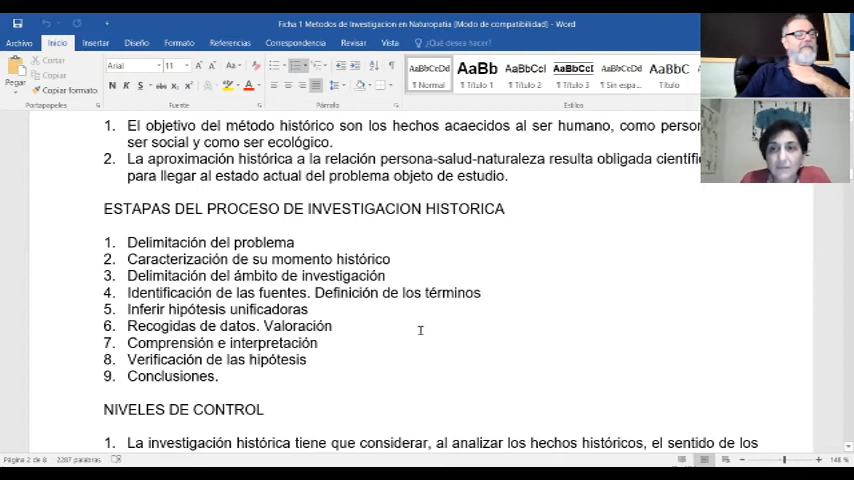 Ficha 1 Metodos de Investigacion en Naturopatia [Modo de compatibilidad] - Word
Archivo Inicio Insertar Diseño Formato Referencias Correspondencia Revisar Vista ¿Qué desea hacer?
Cortar
Copiar
Pegar
Copiar formato
Portapapeles
Arial 11
N K S abc x₂ x²
Fuente
Párrafo
AaBbCcDd AaBb AaBbCcI AaBbCcI AaBbCcDd AaBbC
¶ Normal ¶ Título 1 ¶ Título 2 ¶ Título 3 ¶ Sin espa... Título
Estilos
1. El objetivo del método histórico son los hechos acaecidos al ser humano, como
ser social y como ser ecológico.
2. La aproximación histórica a la relación persona-salud-naturaleza resulta obligada
para llegar al estado actual del problema objeto de estudio.
ESTAPAS DEL PROCESO DE INVESTIGACION HISTORICA
1. Delimitación del problema
2. Caracterización de su momento histórico
3. Delimitación del ámbito de investigación
4. Identificación de las fuentes. Definición de los términos
5. Inferir hipótesis unificadoras
6. Recogidas de datos. Valoración
7. Comprensión e interpretación
8. Verificación de las hipótesis
9. Conclusiones.
NIVELES DE CONTROL
1. La investigación histórica tiene que considerar, al analizar los hechos históricos, el sentido de los
Página 2 de 8 2287 palabras 148 %